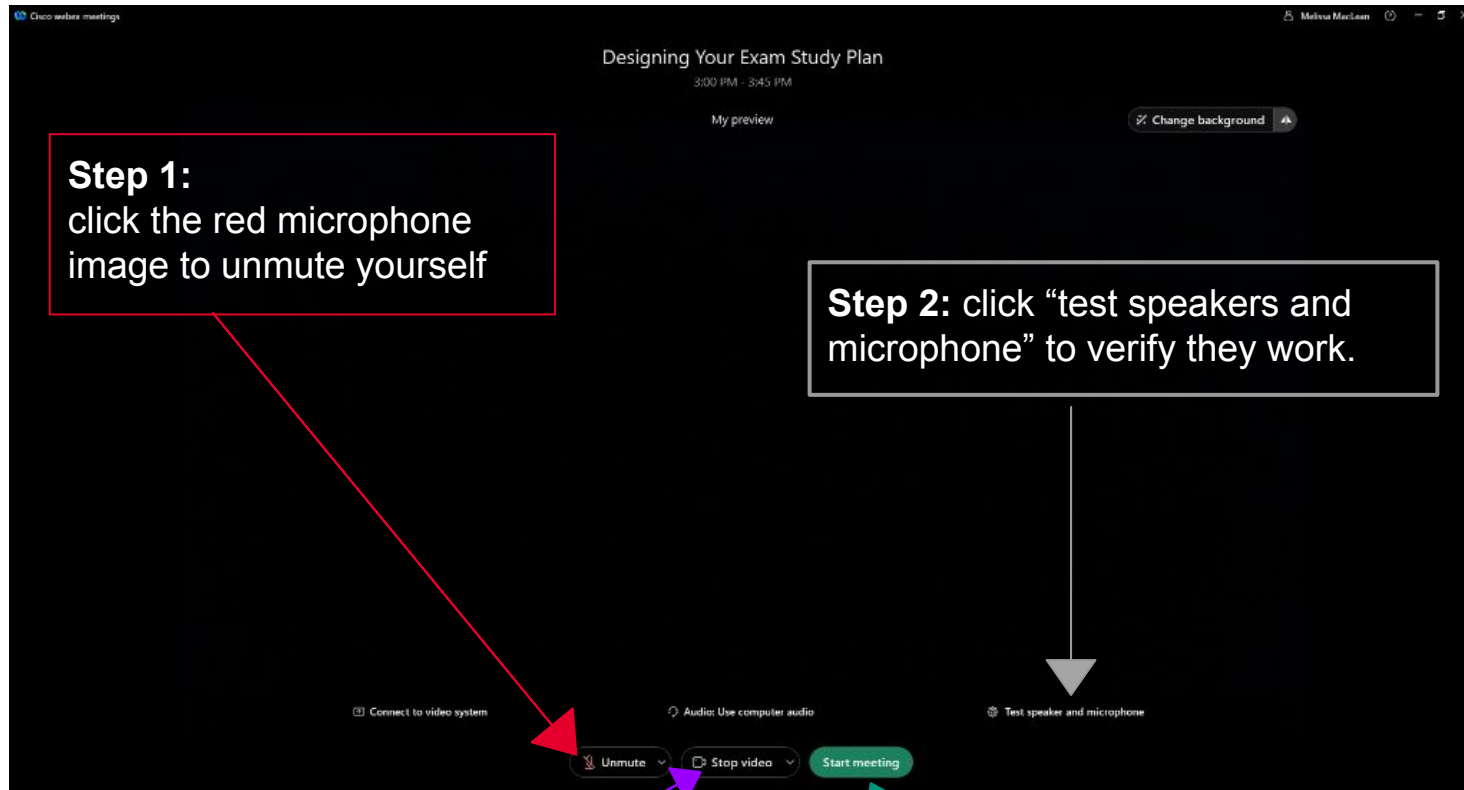 Cisco webex meetings
Melissa MacLean
Designing Your Exam Study Plan
3:00 PM - 3:45 PM
My preview
Change background
Step 1:
click the red microphone
image to unmute yourself
Step 2: click “test speakers and
microphone” to verify they work.
Connect to video system
Audio: Use computer audio
Test speaker and microphone
Unmute
Stop video
Start meeting